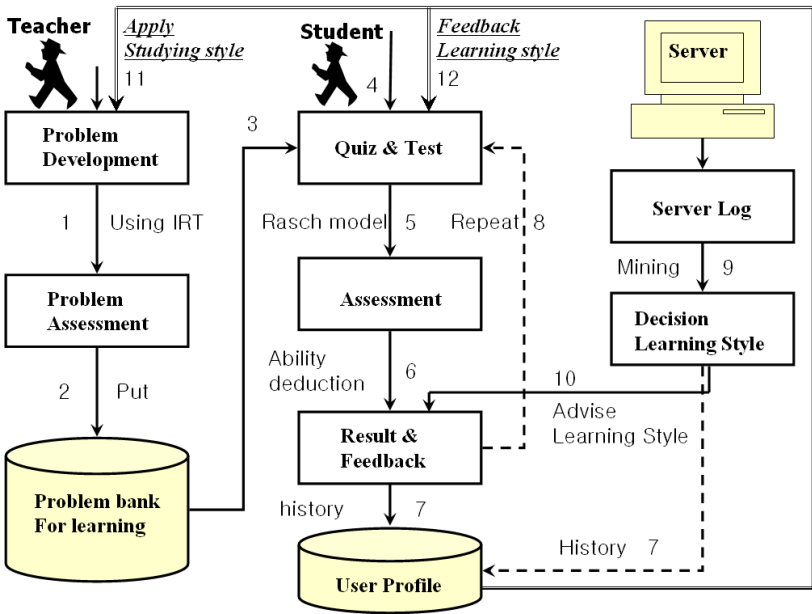 Teacher
Apply
Studying style
11
Student
4
Feedback
Learning style
12
Server
Problem
Development
3
Quiz & Test
Server Log
1
Using IRT
Rasch model
5
Repeat
8
Mining
9
Problem
Assessment
Assessment
Decision
Learning Style
2
Put
Ability
deduction
6
10
Advise
Learning Style
Result &
Feedback
Problem bank
For learning
history
7
History
7
User Profile